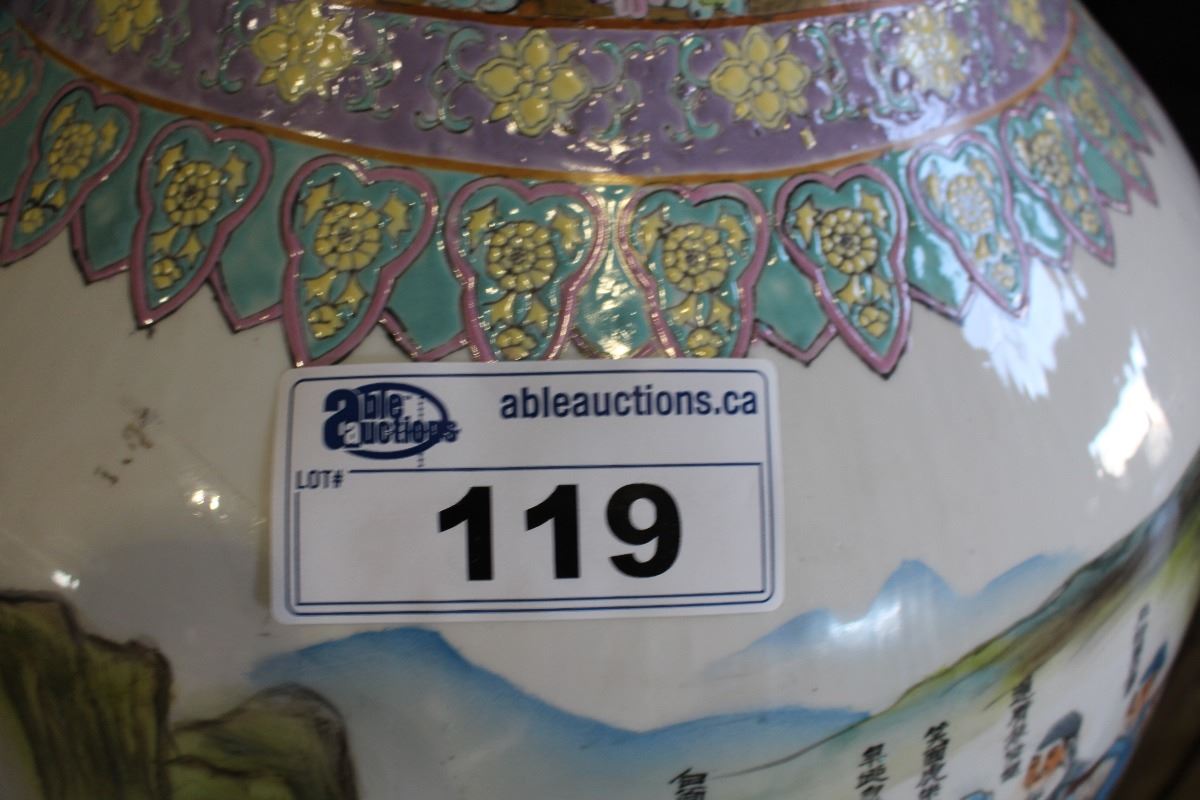 able auctions
ableauctions.ca
LOT#
119